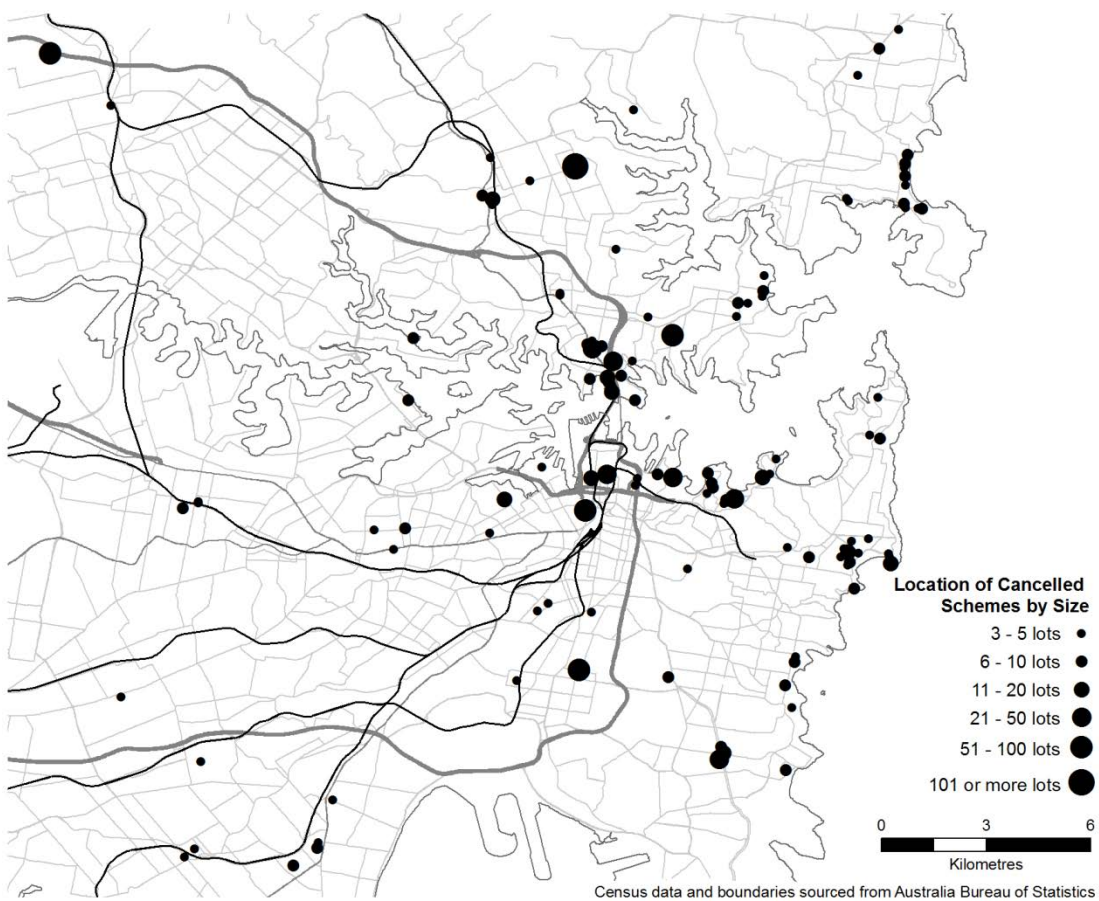 Location of Cancelled
Schemes by Size
3 - 5 lots
6 - 10 lots
11 - 20 lots
21 - 50 lots
51 - 100 lots
101 or more lots
0 3 6
Kilometres
Census data and boundaries sourced from Australia Bureau of Statistics